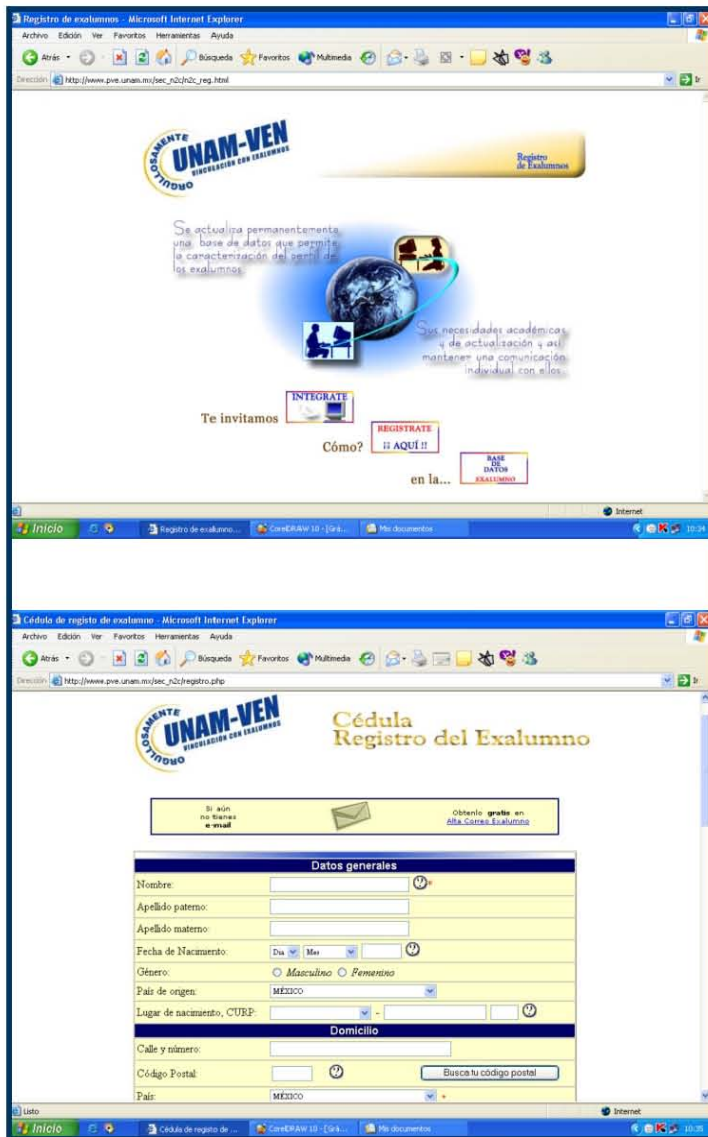 Registro de exalumnos - Microsoft Internet Explorer
Archivo Edición Ver Favoritos Herramientas Ayuda
Atrás Búsqueda Favoritos Multimedia
Dirección http://www.pve.unam.mx/sec_n2c/n2c_reg.html Ir
ORGULLOSAMENTE
UNAM-VEN
VINCULACIÓN CON EXALUMNOS
Registro
de Exalumnos
Se actualiza permanentemente
una base de datos que permite
la caracterización del perfil de
los exalumnos
Sus necesidades académicas
y de actualización y así
mantener una comunicación
individual con ellos.
Te invitamos
INTEGRATE
Cómo?
REGISTRATE
¡¡ AQUÍ !!
en la...
BASE
DE
DATOS
EXALUMNO
Internet
Inicio Registro de exalumno... CorelDRAW 10 - [Grá... Mis documentos 10:34
Cédula de registo de exalumno - Microsoft Internet Explorer
Archivo Edición Ver Favoritos Herramientas Ayuda
Atrás Búsqueda Favoritos Multimedia
Dirección http://www.pve.unam.mx/sec_n2c/registro.php Ir
ORGULLOSAMENTE
UNAM-VEN
VINCULACIÓN CON EXALUMNOS
Cédula
Registro del Exalumno
Si aún
no tienes
e-mail
Obtenlo gratis en
Alta Correo Exalumno
Datos generales
Nombre: *
Apellido paterno:
Apellido materno:
Fecha de Nacimiento: Dia Mes
Género: Masculino Femenino
País de origen: MÉXICO
Lugar de nacimiento, CURP: -
Domicilio
Calle y número:
Código Postal: Busca tu código postal
País: MÉXICO *
Listo Internet
Inicio Cédula de registo de ... CorelDRAW 10 - [Grá... Mis documentos 10:35